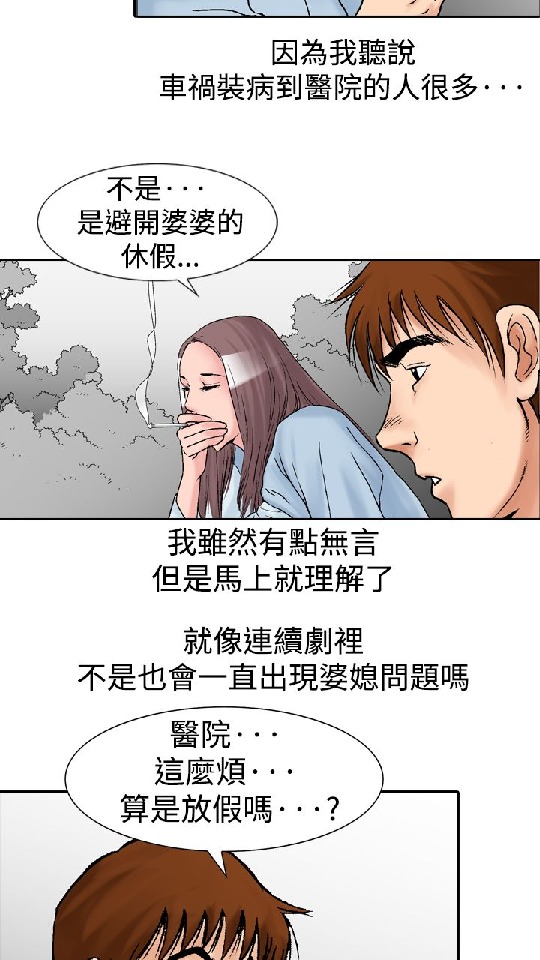 因為我聽說
車禍裝病到醫院的人很多···
不是···
是避開婆婆的
休假...
我雖然有點無言
但是馬上就理解了
就像連續劇裡
不是也會一直出現婆媳問題嗎
醫院···
這麼煩···
算是放假嗎···?